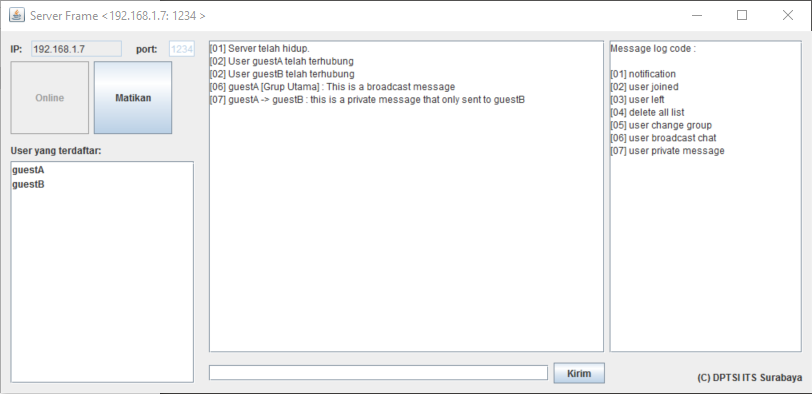 Server Frame <192.168.1.7: 1234 >
IP: 192.168.1.7 port: 1234
Online Matikan
User yang terdaftar:
guestA
guestB
[01] Server telah hidup.
[02] User guestA telah terhubung
[02] User guestB telah terhubung
[06] guestA [Grup Utama] : This is a broadcast message
[07] guestA -> guestB : this is a private message that only sent to guestB
Kirim
Message log code :
[01] notification
[02] user joined
[03] user left
[04] delete all list
[05] user change group
[06] user broadcast chat
[07] user private message
(C) DPTSI ITS Surabaya